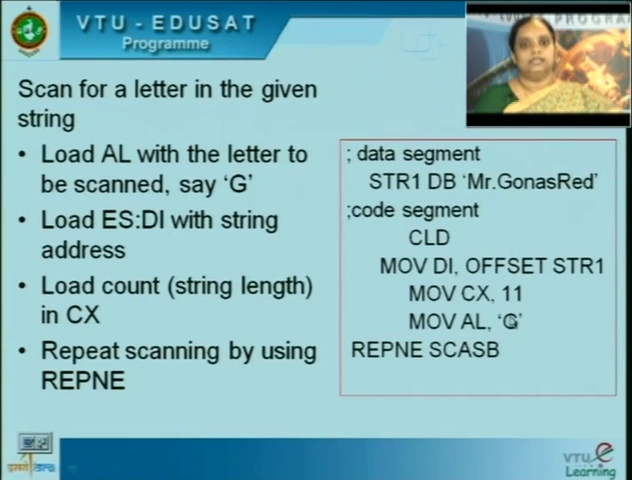 VTU - EDUSAT
Programme
Scan for a letter in the given
string
• Load AL with the letter to
be scanned, say ‘G’
• Load ES:DI with string
address
• Load count (string length)
in CX
• Repeat scanning by using
REPNE
; data segment
STR1 DB ‘Mr.GonasRed’
;code segment
CLD
MOV DI, OFFSET STR1
MOV CX, 11
MOV AL, ‘G’
REPNE SCASB
VTU e
Learning